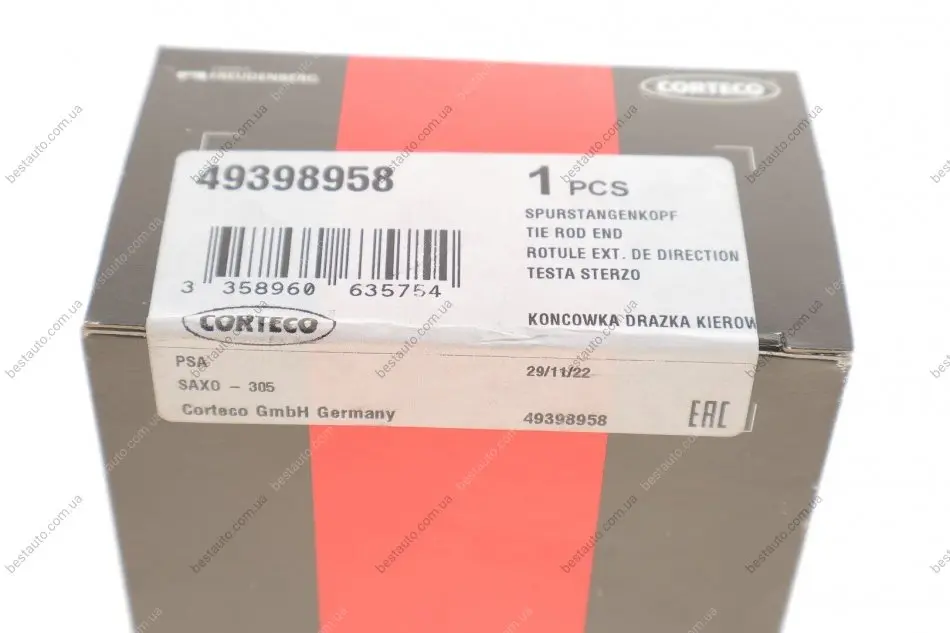 FREUDENBERG
CORTECO
49398958
1 PCS
SPURSTANGENKOPF
TIE ROD END
ROTULE EXT. DE DIRECTION
TESTA STERZO
3 358960 635754
CORTECO
KONCOWKA DRAZKA KIEROW
PSA
29/11/22
SAXO - 305
Corteco GmbH Germany
49398958
EAC
bestauto.com.ua